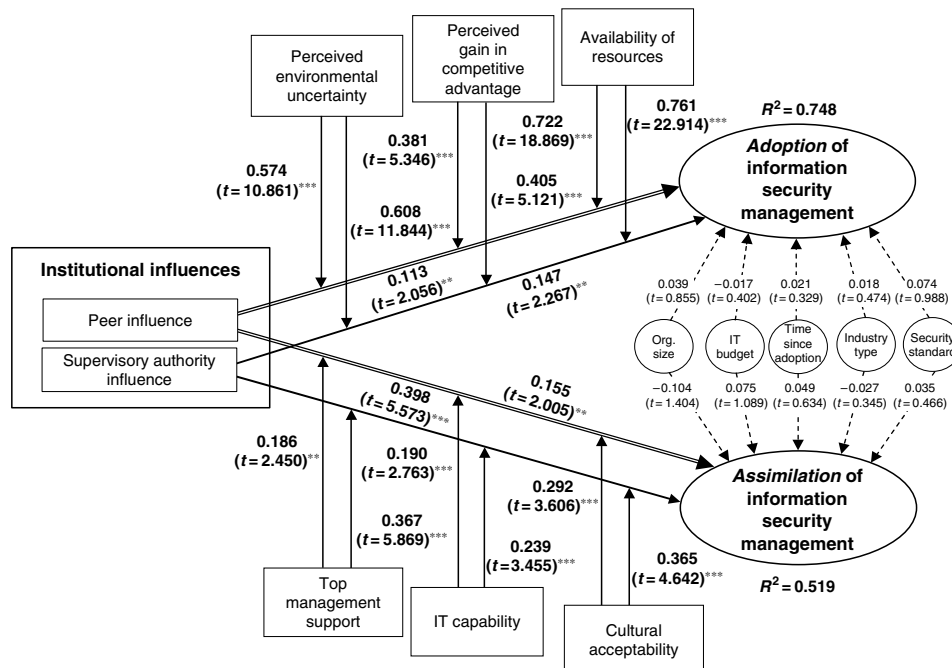 Perceived
environmental
uncertainty
Perceived
gain in
competitive
advantage
Availability of
resources
0.574
(t = 10.861)***
0.381
(t = 5.346)***
0.608
(t = 11.844)***
0.722
(t = 18.869)***
0.405
(t = 5.121)***
0.761
(t = 22.914)***
R² = 0.748
Adoption of
information
security
management
0.113
(t = 2.056)**
0.147
(t = 2.267)**
Institutional influences
Peer influence
Supervisory authority
influence
0.039
(t = 0.855)
−0.017
(t = 0.402)
0.021
(t = 0.329)
0.018
(t = 0.474)
0.074
(t = 0.988)
Org.
size
IT
budget
Time
since
adoption
Industry
type
Security
standard
−0.104
(t = 1.404)
0.075
(t = 1.089)
0.049
(t = 0.634)
−0.027
(t = 0.345)
0.035
(t = 0.466)
0.398
(t = 5.573)***
0.155
(t = 2.005)**
0.186
(t = 2.450)**
0.190
(t = 2.763)***
0.367
(t = 5.869)***
0.292
(t = 3.606)***
0.239
(t = 3.455)***
0.365
(t = 4.642)***
Assimilation of
information
security
management
R² = 0.519
Top
management
support
IT capability
Cultural
acceptability